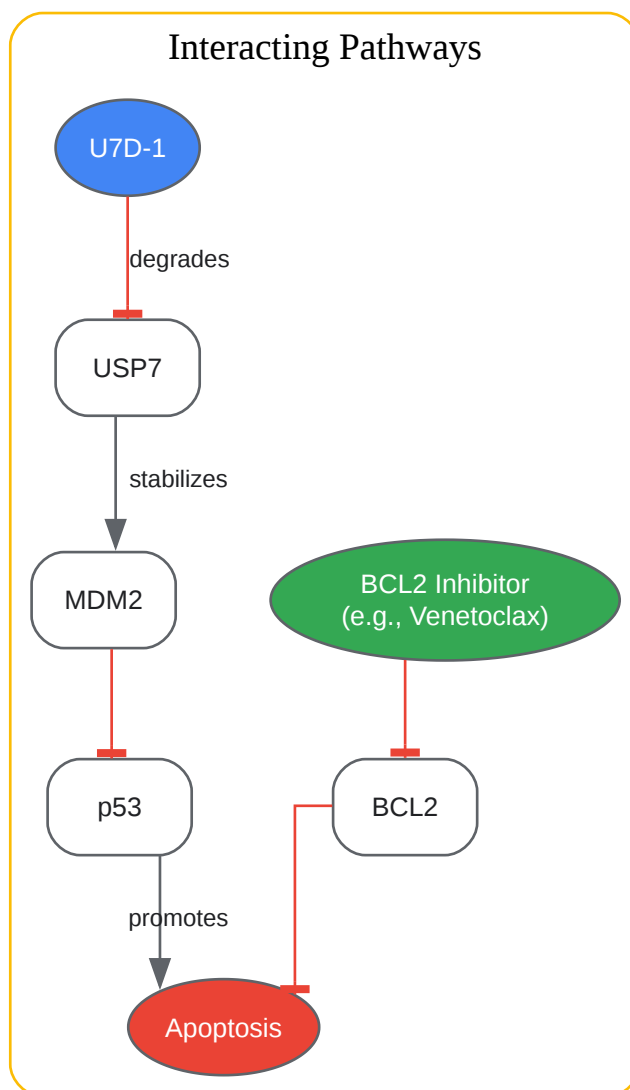 Interacting Pathways
U7D-1
degrades
USP7
stabilizes
MDM2
BCL2 Inhibitor
(e.g., Venetoclax)
p53
BCL2
promotes
Apoptosis